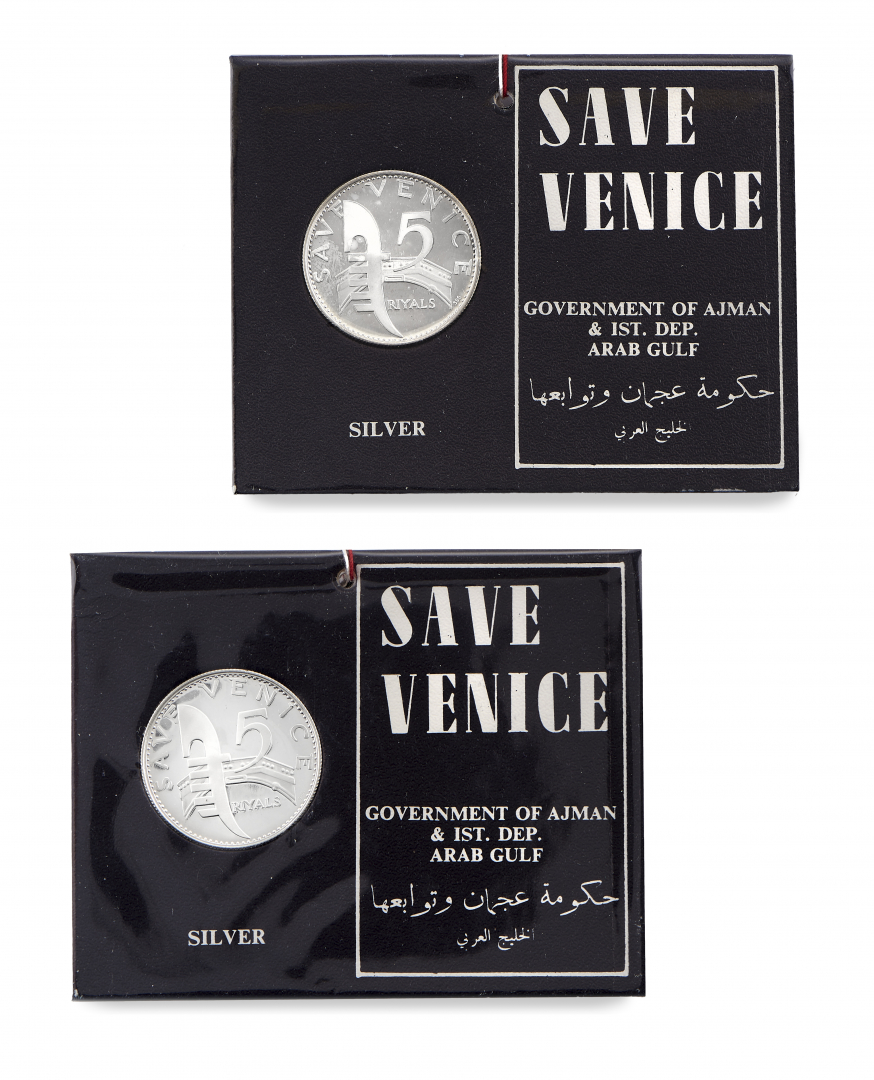 SAVE VENICE
5
RIYALS
SILVER
SAVE
VENICE
GOVERNMENT OF AJMAN
& IST. DEP.
ARAB GULF
حكومة عجمان وتوابعها
الخليج العربي
SAVE VENICE
5
RIYALS
SILVER
SAVE
VENICE
GOVERNMENT OF AJMAN
& IST. DEP.
ARAB GULF
حكومة عجمان وتوابعها
الخليج العربي